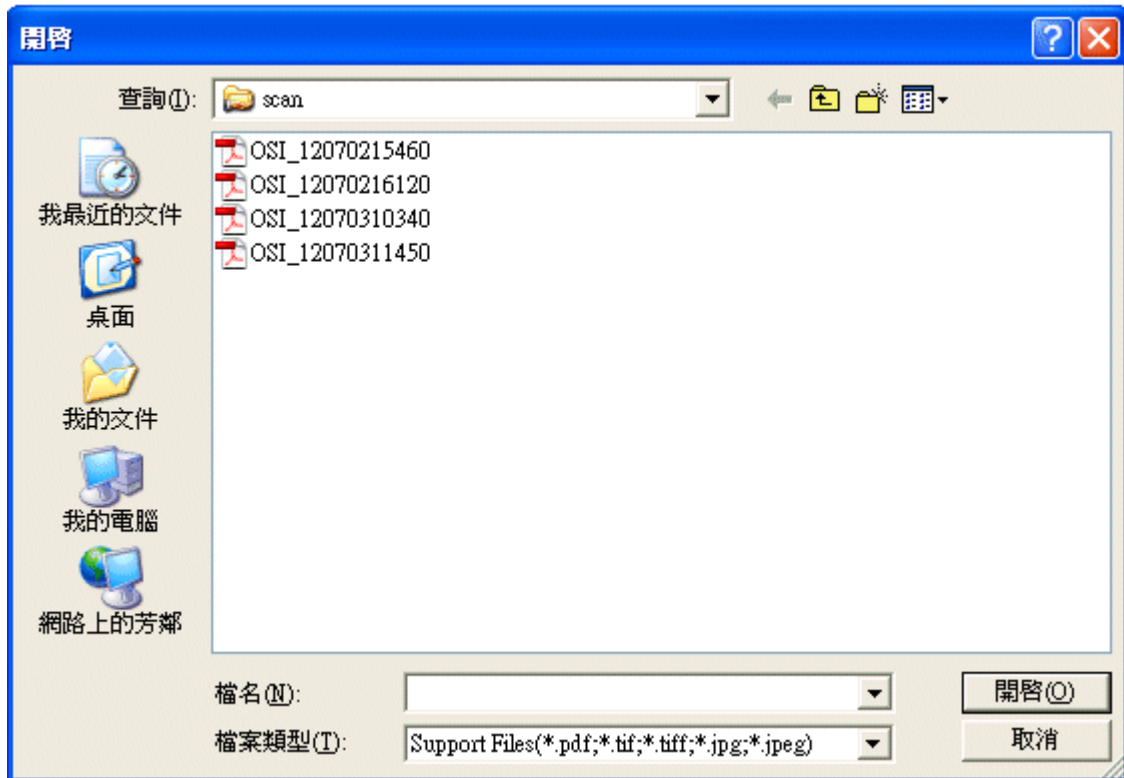 開啓
查詢(I):
scan
OSI_12070215460
OSI_12070216120
OSI_12070310340
OSI_12070311450
我最近的文件
桌面
我的文件
我的電腦
網路上的芳鄰
檔名(N):
開啓(O)
檔案類型(T):
Support Files(*.pdf;*.tif;*.tiff;*.jpg;*.jpeg)
取消